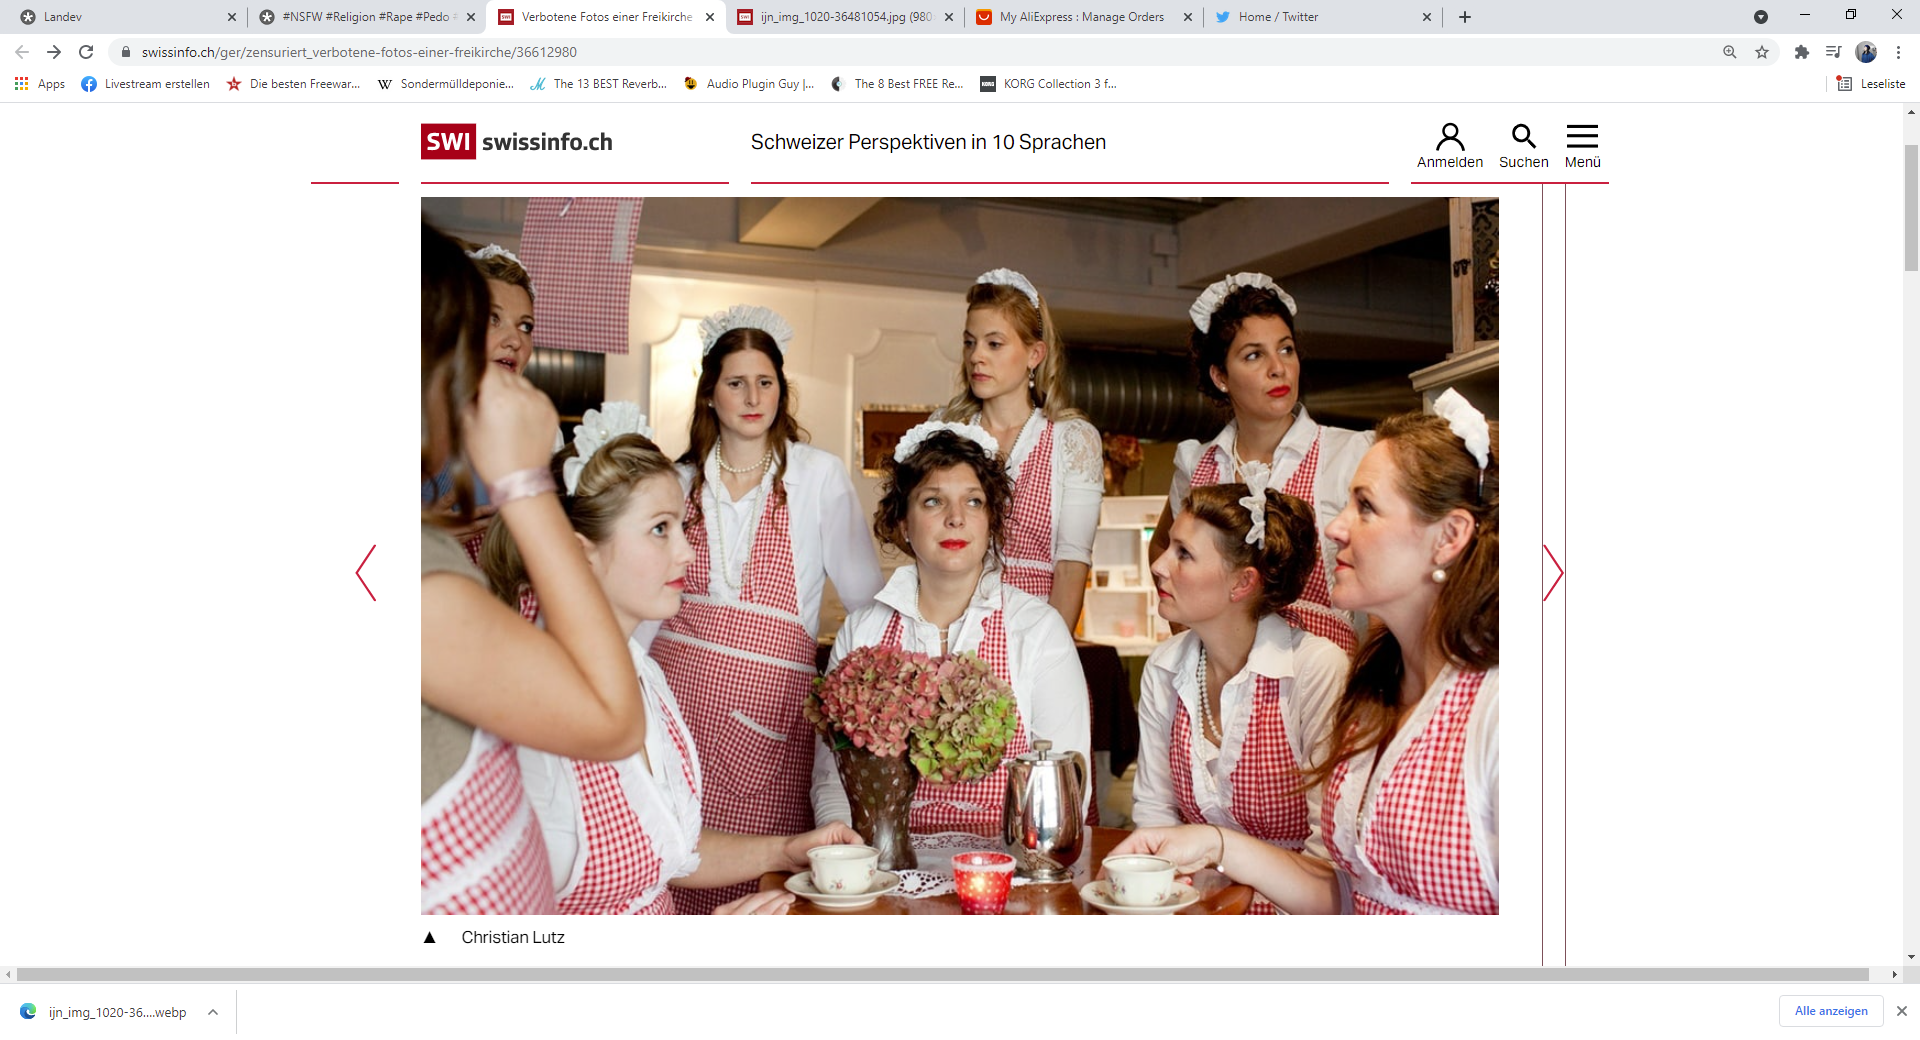 Landev
#NSFW #Religion #Rape #Pedo
Verbotene Fotos einer Freikirche
ijn_img_1020-36481054.jpg (980
My AliExpress : Manage Orders
Home / Twitter
swissinfo.ch/ger/zensuriert_verbotene-fotos-einer-freikirche/36612980
Apps
Livestream erstellen
Die besten Freewar...
Sondermülldeponie...
The 13 BEST Reverb...
Audio Plugin Guy |...
The 8 Best FREE Re...
KORG Collection 3 f...
Leseliste
SWI swissinfo.ch
Schweizer Perspektiven in 10 Sprachen
Anmelden
Suchen
Menü
▲ Christian Lutz
ijn_img_1020-36....webp
Alle anzeigen